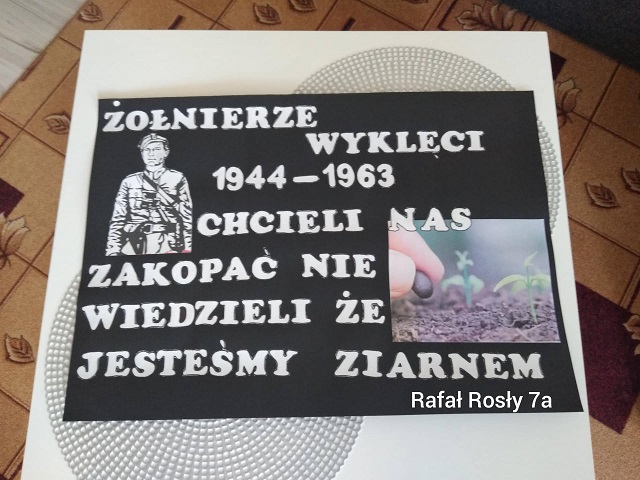 ŻOŁNIERZE
WYKLĘCI
1944–1963
CHCIELI NAS
ZAKOPAĆ NIE
WIEDZIELI ŻE
JESTEŚMY ZIARNEM
Rafał Rosły 7a